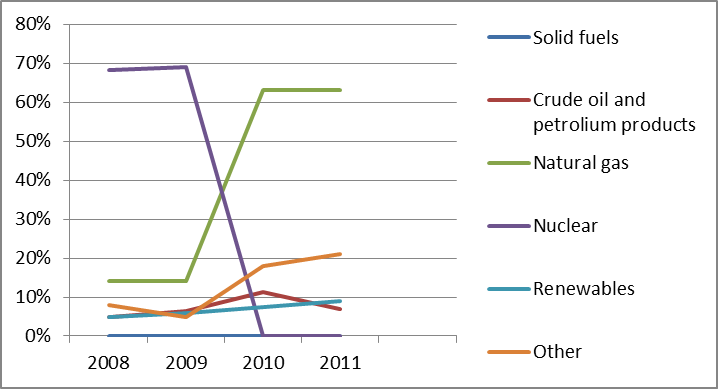 80%
70%
60%
50%
40%
30%
20%
10%
0%
2008 2009 2010 2011
Solid fuels
Crude oil and
petrolium products
Natural gas
Nuclear
Renewables
Other